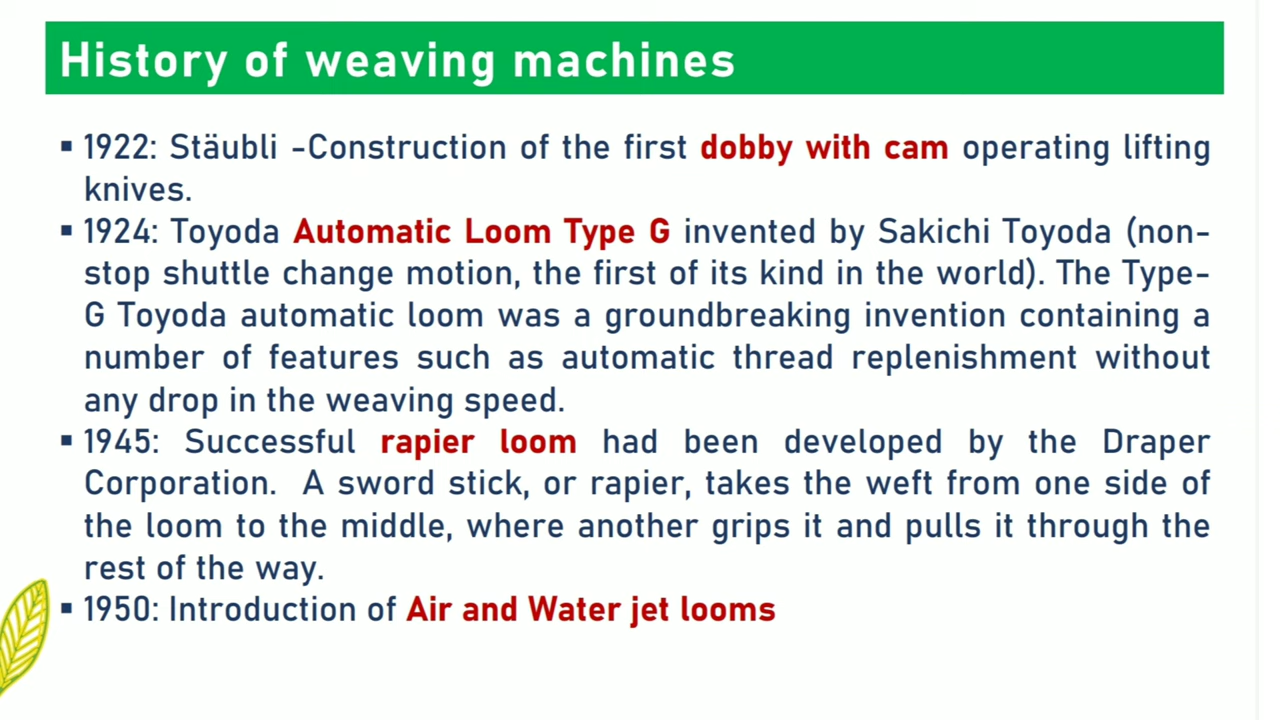 History of weaving machines
▪ 1922: Stäubli -Construction of the first dobby with cam operating lifting
knives.
▪ 1924: Toyoda Automatic Loom Type G invented by Sakichi Toyoda (non-
stop shuttle change motion, the first of its kind in the world). The Type-
G Toyoda automatic loom was a groundbreaking invention containing a
number of features such as automatic thread replenishment without
any drop in the weaving speed.
▪ 1945: Successful rapier loom had been developed by the Draper
Corporation. A sword stick, or rapier, takes the weft from one side of
the loom to the middle, where another grips it and pulls it through the
rest of the way.
▪ 1950: Introduction of Air and Water jet looms